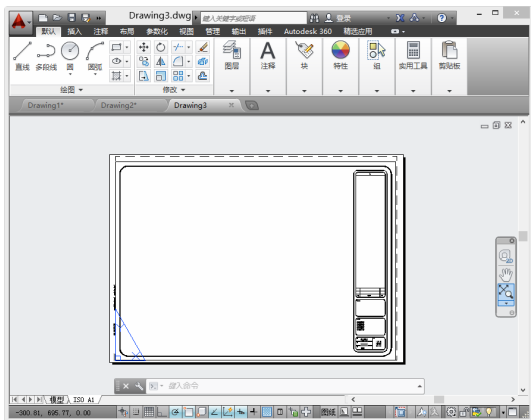 Drawing3.dwg 键入关键字或短语 登录
默认 插入 注释 布局 参数化 视图 管理 输出 插件 Autodesk 360 精选应用
直线 多段线 圆 圆弧 图层 注释 块 特性 组 实用工具 剪贴板
绘图 修改
Drawing1* Drawing2* Drawing3
键入命令
模型 ISO A1
-300.81, 695.77, 0.00 图纸